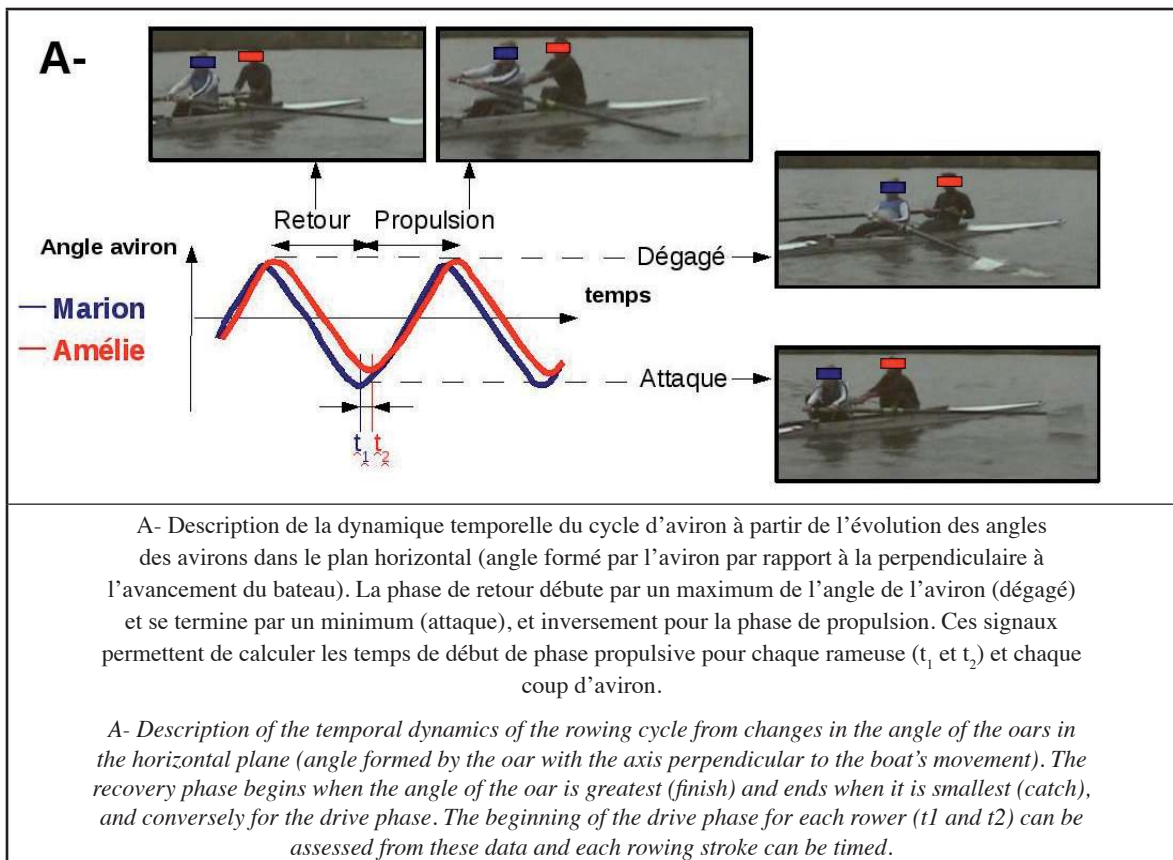 A-
Retour Propulsion
Angle aviron
Dégagé
temps
Marion
Amélie
Attaque
t1 t2
A- Description de la dynamique temporelle du cycle d’aviron à partir de l’évolution des angles
des avirons dans le plan horizontal (angle formé par l’aviron par rapport à la perpendiculaire à
l’avancement du bateau). La phase de retour débute par un maximum de l’angle de l’aviron (dégagé)
et se termine par un minimum (attaque), et inversement pour la phase de propulsion. Ces signaux
permettent de calculer les temps de début de phase propulsive pour chaque rameuse (t1 et t2) et chaque
coup d’aviron.
A- Description of the temporal dynamics of the rowing cycle from changes in the angle of the oars in
the horizontal plane (angle formed by the oar with the axis perpendicular to the boat’s movement). The
recovery phase begins when the angle of the oar is greatest (finish) and ends when it is smallest (catch),
and conversely for the drive phase. The beginning of the drive phase for each rower (t1 and t2) can be
assessed from these data and each rowing stroke can be timed.